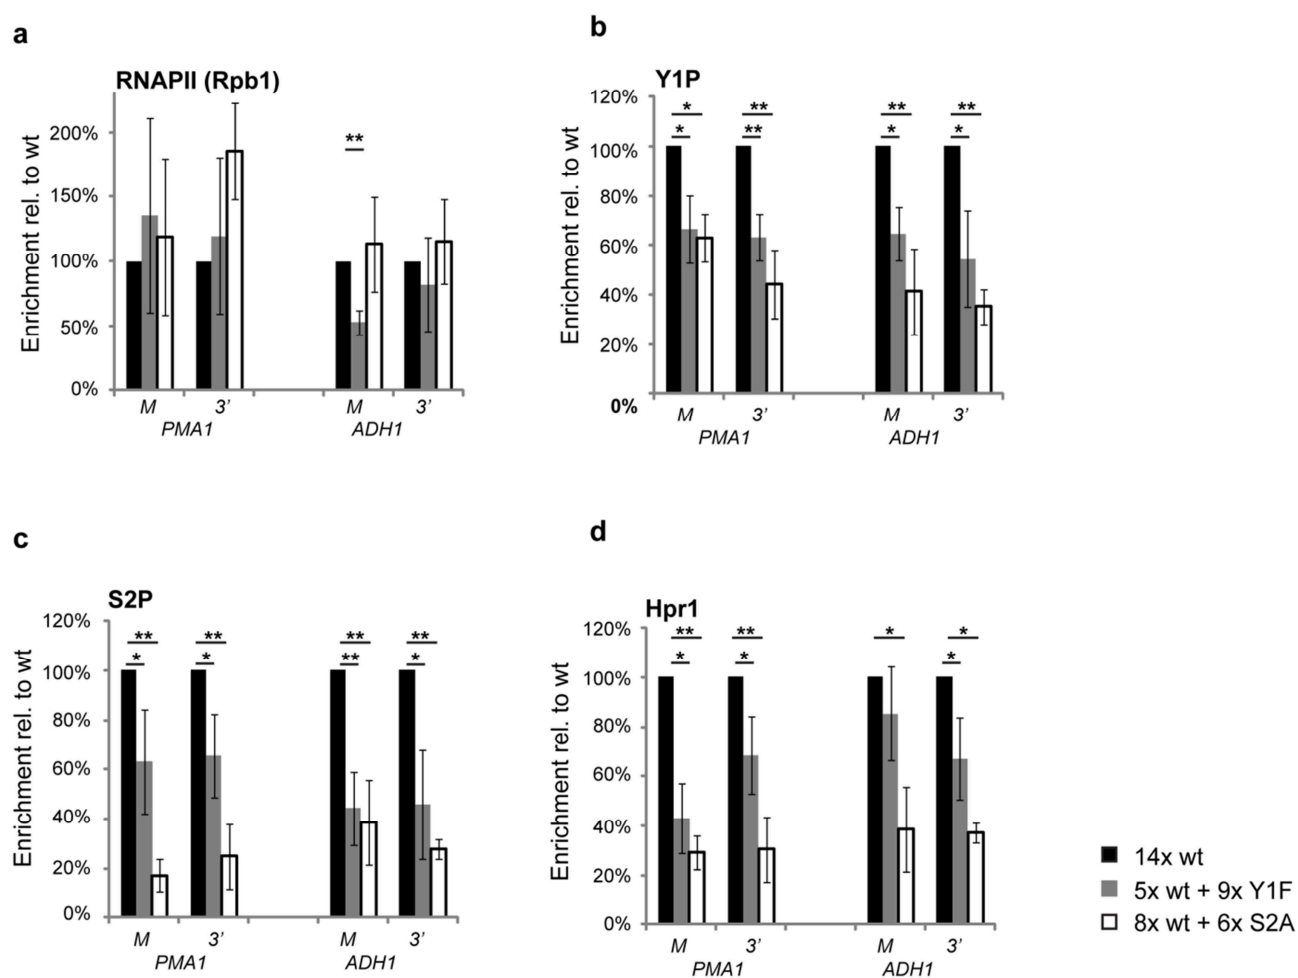 a
RNAPII (Rpb1)
Enrichment rel. to wt
200%
150%
100%
50%
0%
**
M 3' M 3'
PMA1 ADH1
b
Y1P
Enrichment rel. to wt
120%
100%
80%
60%
40%
20%
0%
* ** ** **
* ** * *
M 3' M 3'
PMA1 ADH1
c
S2P
Enrichment rel. to wt
120%
100%
80%
60%
40%
20%
0%
** ** ** **
* * ** *
M 3' M 3'
PMA1 ADH1
d
Hpr1
Enrichment rel. to wt
120%
100%
80%
60%
40%
20%
0%
** ** * *
* * *
M 3' M 3'
PMA1 ADH1
14x wt
5x wt + 9x Y1F
8x wt + 6x S2A